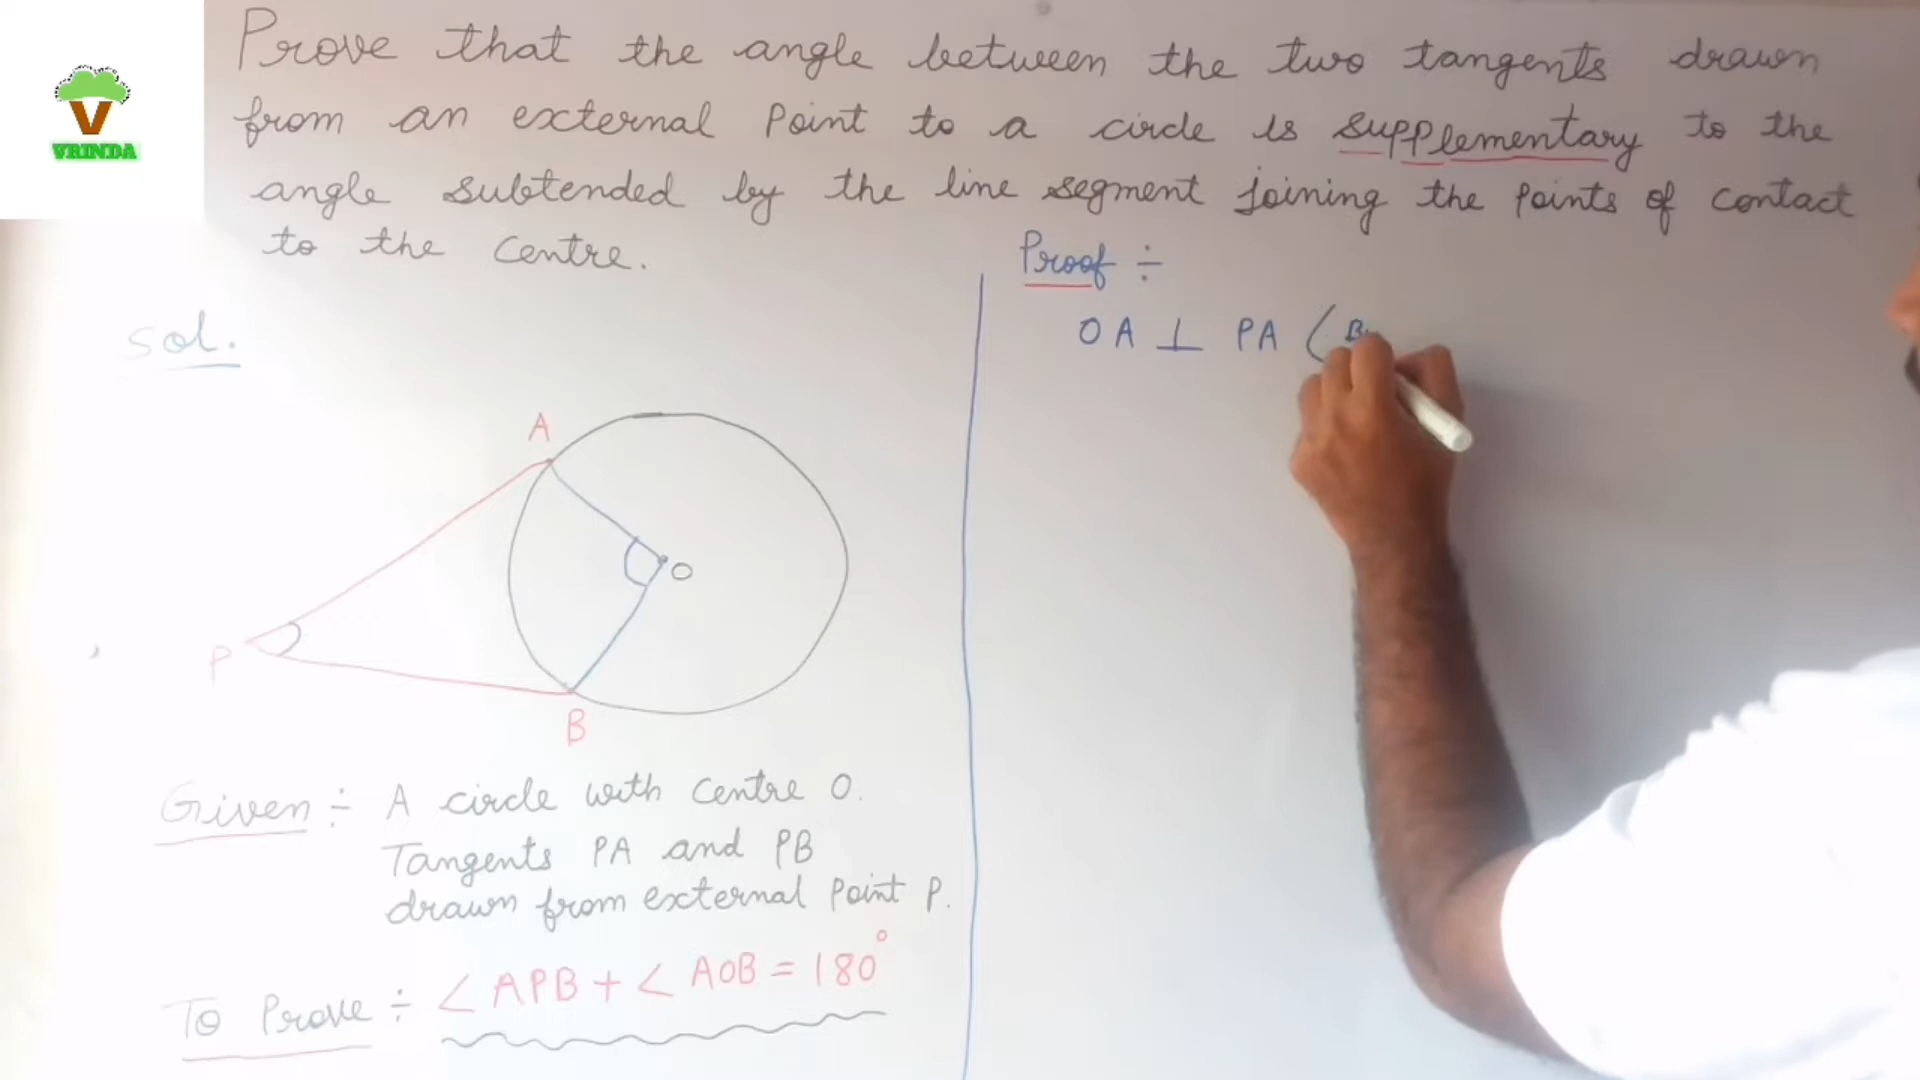 VRINDA
Prove that the angle between the two tangents drawn
from an external Point to a circle is supplementary to the
angle subtended by the line segment joining the Points of contact
to the Centre.
Proof ÷
OA ⊥ PA (B
Sol.
A
O
P
B
Given ÷ A circle with Centre O.
Tangents PA and PB
drawn from external Point P.
To Prove ÷ ∠APB + ∠AOB = 180°